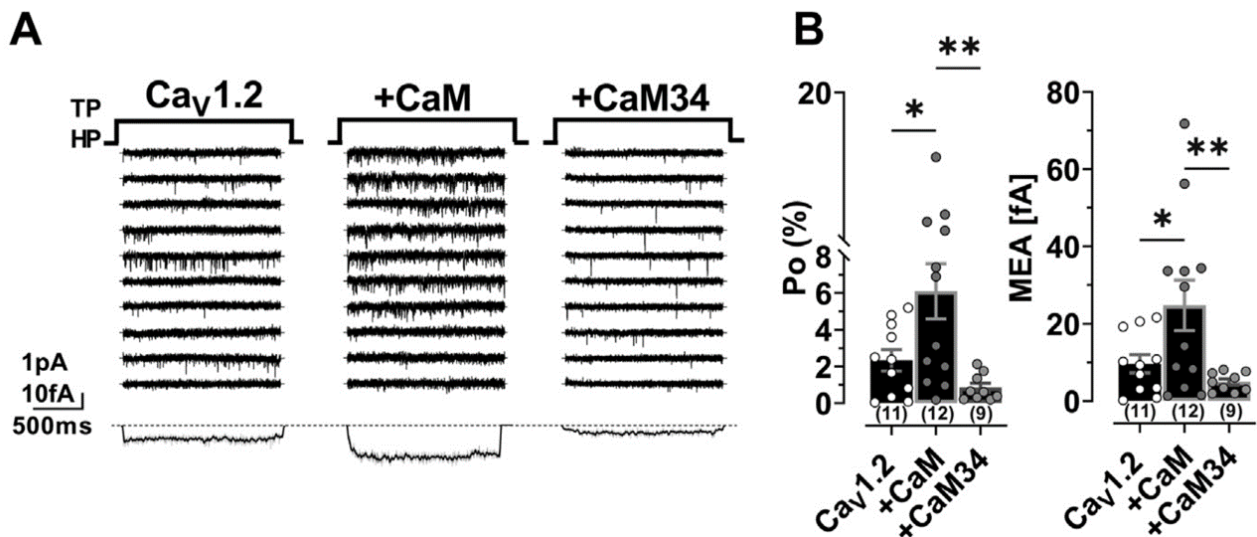 A
B
CaV1.2
+CaM
+CaM34
TP
HP
1pA
10fA
500ms
Po (%)
20
8
6
4
2
0
*
**
(11)
(12)
(9)
CaV1.2
+CaM
+CaM34
MEA [fA]
80
60
40
20
0
*
**
(11)
(12)
(9)
CaV1.2
+CaM
+CaM34